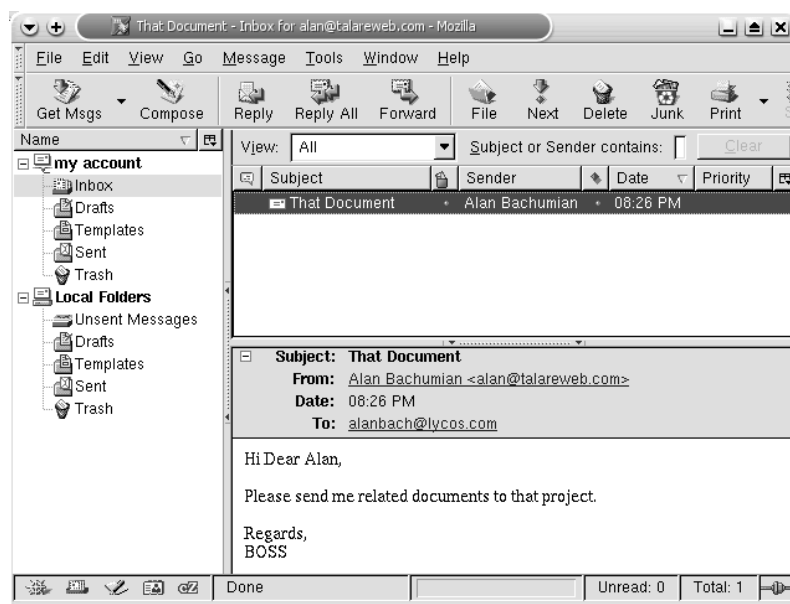 That Document - Inbox for alan@talareweb.com - Mozilla
File Edit View Go Message Tools Window Help
Get Msgs Compose Reply Reply All Forward File Next Delete Junk Print
Name
View: All Subject or Sender contains: Clear
my account
Inbox
Drafts
Templates
Sent
Trash
Local Folders
Unsent Messages
Drafts
Templates
Sent
Trash
Subject Sender Date Priority
That Document Alan Bachumian 08:26 PM
Subject: That Document
From: Alan Bachumian <alan@talareweb.com>
Date: 08:26 PM
To: alanbach@lycos.com
Hi Dear Alan,
Please send me related documents to that project.
Regards,
BOSS
Done Unread: 0 Total: 1